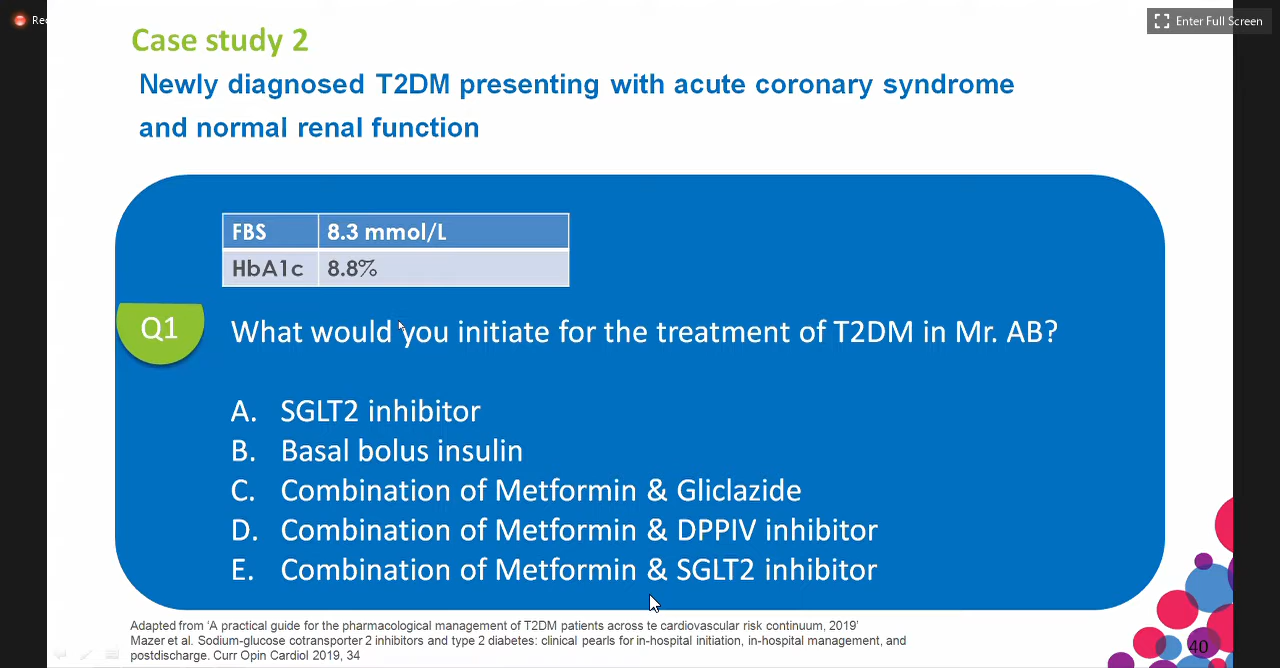 Rec
Enter Full Screen
Case study 2
Newly diagnosed T2DM presenting with acute coronary syndrome
and normal renal function
FBS 8.3 mmol/L
HbA1c 8.8%
Q1 What would you initiate for the treatment of T2DM in Mr. AB?
A. SGLT2 inhibitor
B. Basal bolus insulin
C. Combination of Metformin & Gliclazide
D. Combination of Metformin & DPPIV inhibitor
E. Combination of Metformin & SGLT2 inhibitor
Adapted from ‘A practical guide for the pharmacological management of T2DM patients across te cardiovascular risk continuum, 2019’
Mazer et al. Sodium-glucose cotransporter 2 inhibitors and type 2 diabetes: clinical pearls for in-hospital initiation, in-hospital management, and
postdischarge. Curr Opin Cardiol 2019, 34
40